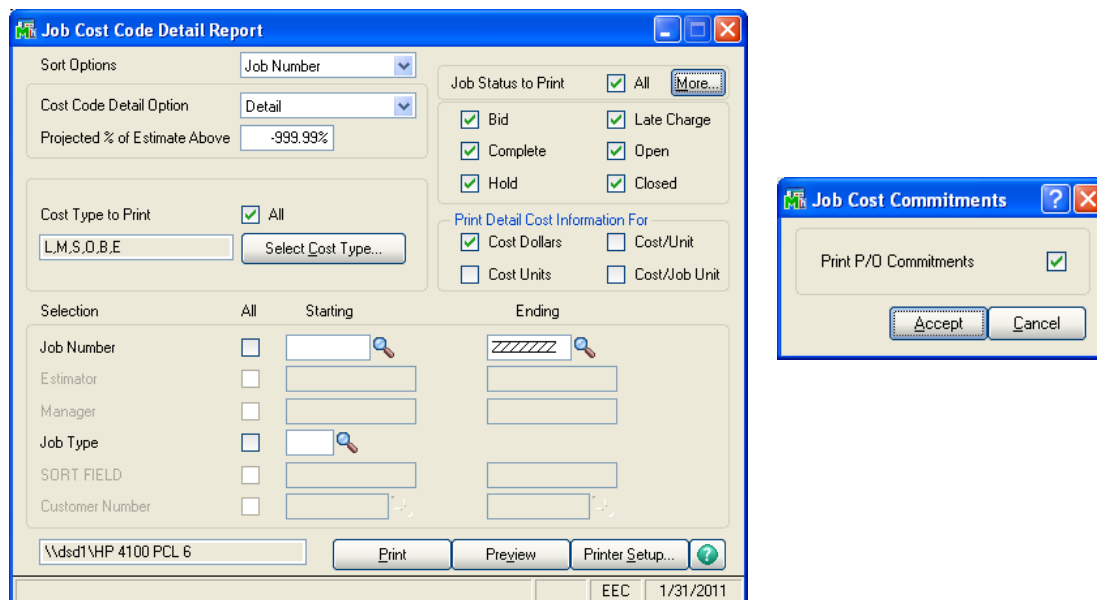 Job Cost Code Detail Report
Sort Options Job Number
Cost Code Detail Option Detail
Projected % of Estimate Above -999.99%
Cost Type to Print All
L,M,S,O,B,E Select Cost Type...
Job Status to Print All More...
Bid Late Charge
Complete Open
Hold Closed
Print Detail Cost Information For
Cost Dollars Cost/Unit
Cost Units Cost/Job Unit
Selection All Starting Ending
Job Number ZZZZZZZ
Estimator
Manager
Job Type
SORT FIELD
Customer Number
\\dsd1\HP 4100 PCL 6 Print Preview Printer Setup...
EEC 1/31/2011
Job Cost Commitments
Print P/O Commitments
Accept Cancel